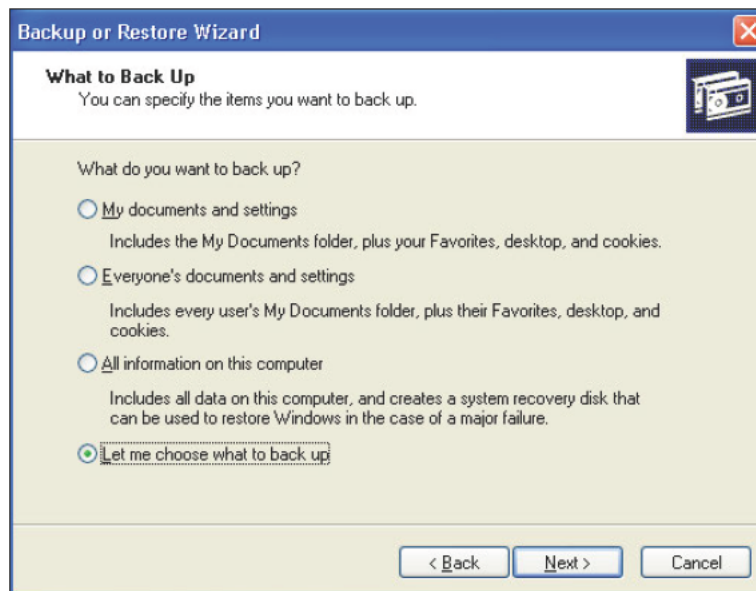 Backup or Restore Wizard
What to Back Up
You can specify the items you want to back up.
What do you want to back up?
My documents and settings
Includes the My Documents folder, plus your Favorites, desktop, and cookies.
Everyone's documents and settings
Includes every user's My Documents folder, plus their Favorites, desktop, and
cookies.
All information on this computer
Includes all data on this computer, and creates a system recovery disk that
can be used to restore Windows in the case of a major failure.
Let me choose what to back up
< Back Next > Cancel